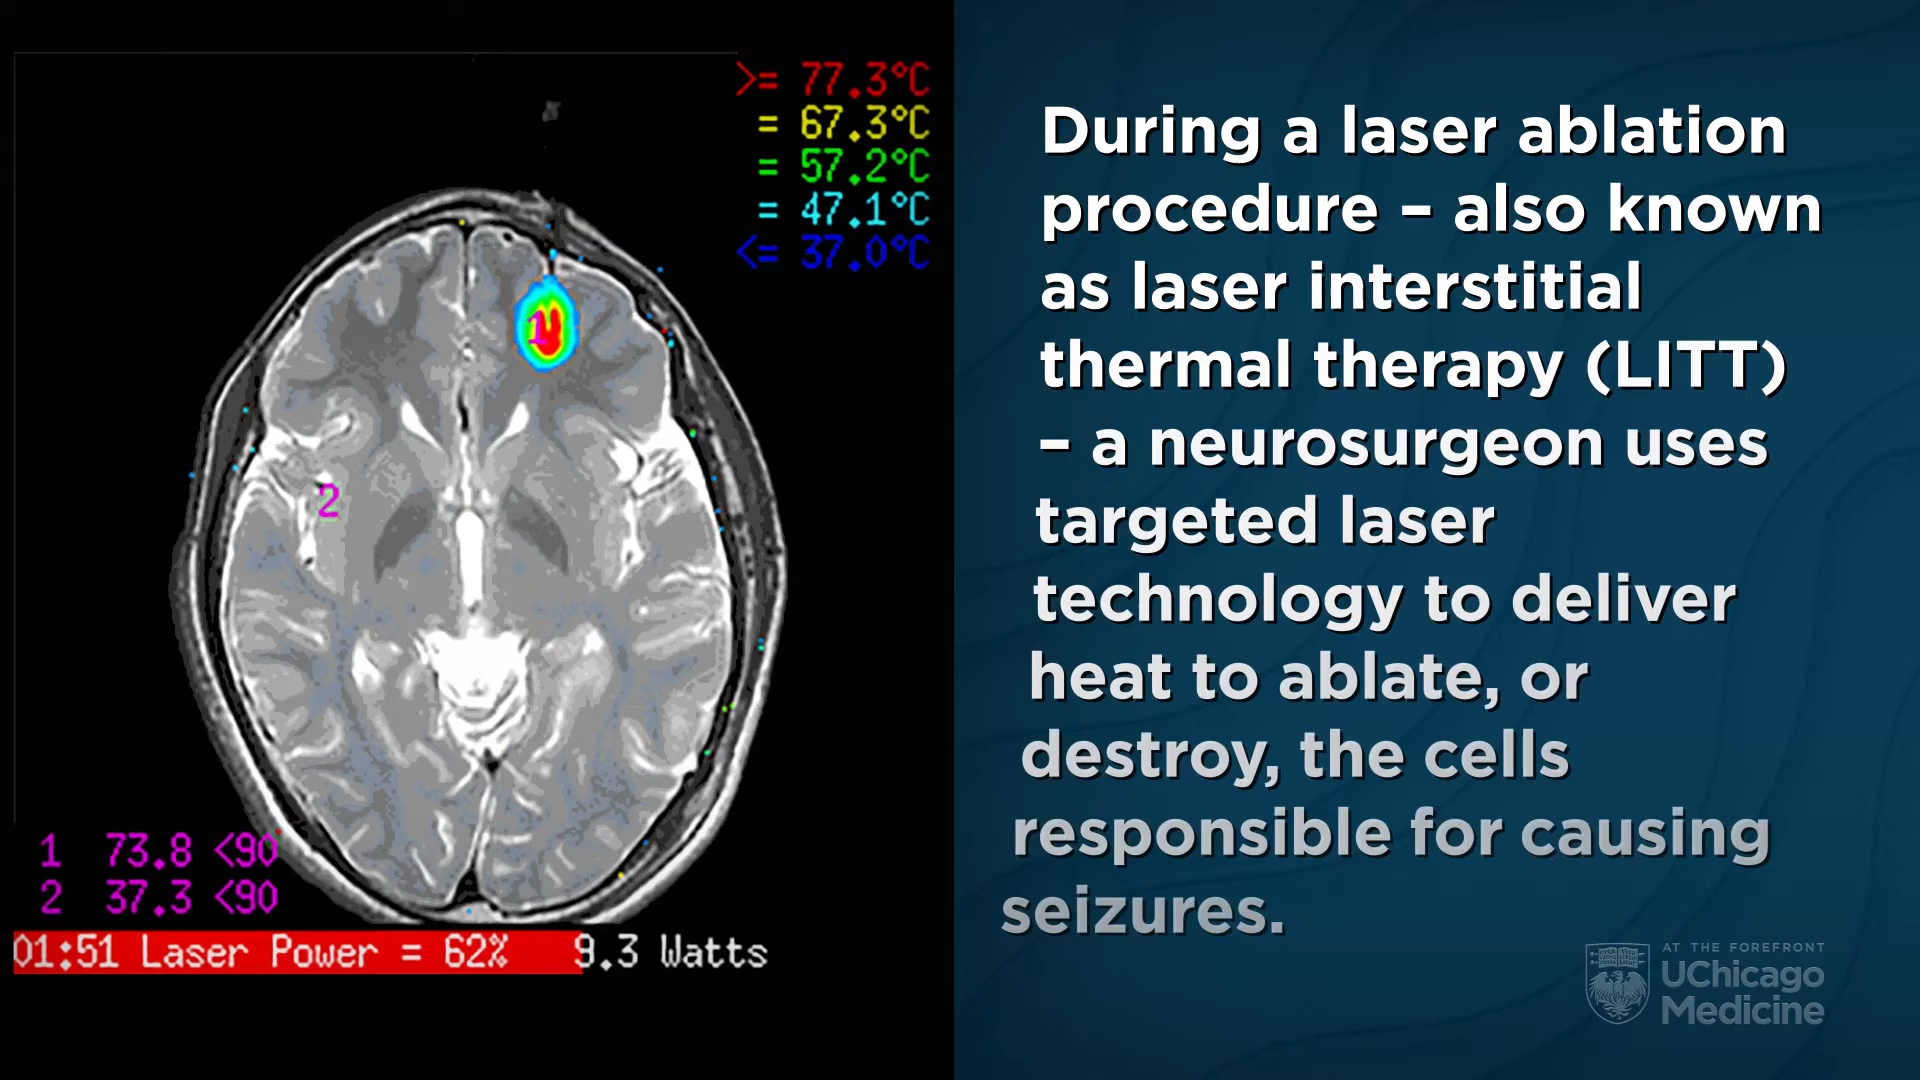 >= 77.3°C
= 67.3°C
= 57.2°C
= 47.1°C
<= 37.0°C
1
2
1 73.8 <90
2 37.3 <90
01:51 Laser Power = 62% 9.3 Watts
During a laser ablation
procedure – also known
as laser interstitial
thermal therapy (LITT)
– a neurosurgeon uses
targeted laser
technology to deliver
heat to ablate, or
destroy, the cells
responsible for causing
seizures.
AT THE FOREFRONT
UChicago
Medicine